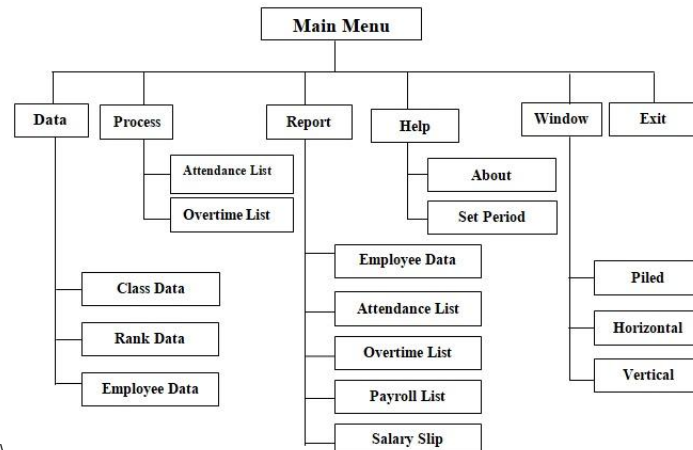 Main Menu
Data
Process
Report
Help
Window
Exit
Attendance List
Overtime List
About
Set Period
Class Data
Rank Data
Employee Data
Employee Data
Attendance List
Overtime List
Payroll List
Salary Slip
Piled
Horizontal
Vertical
\